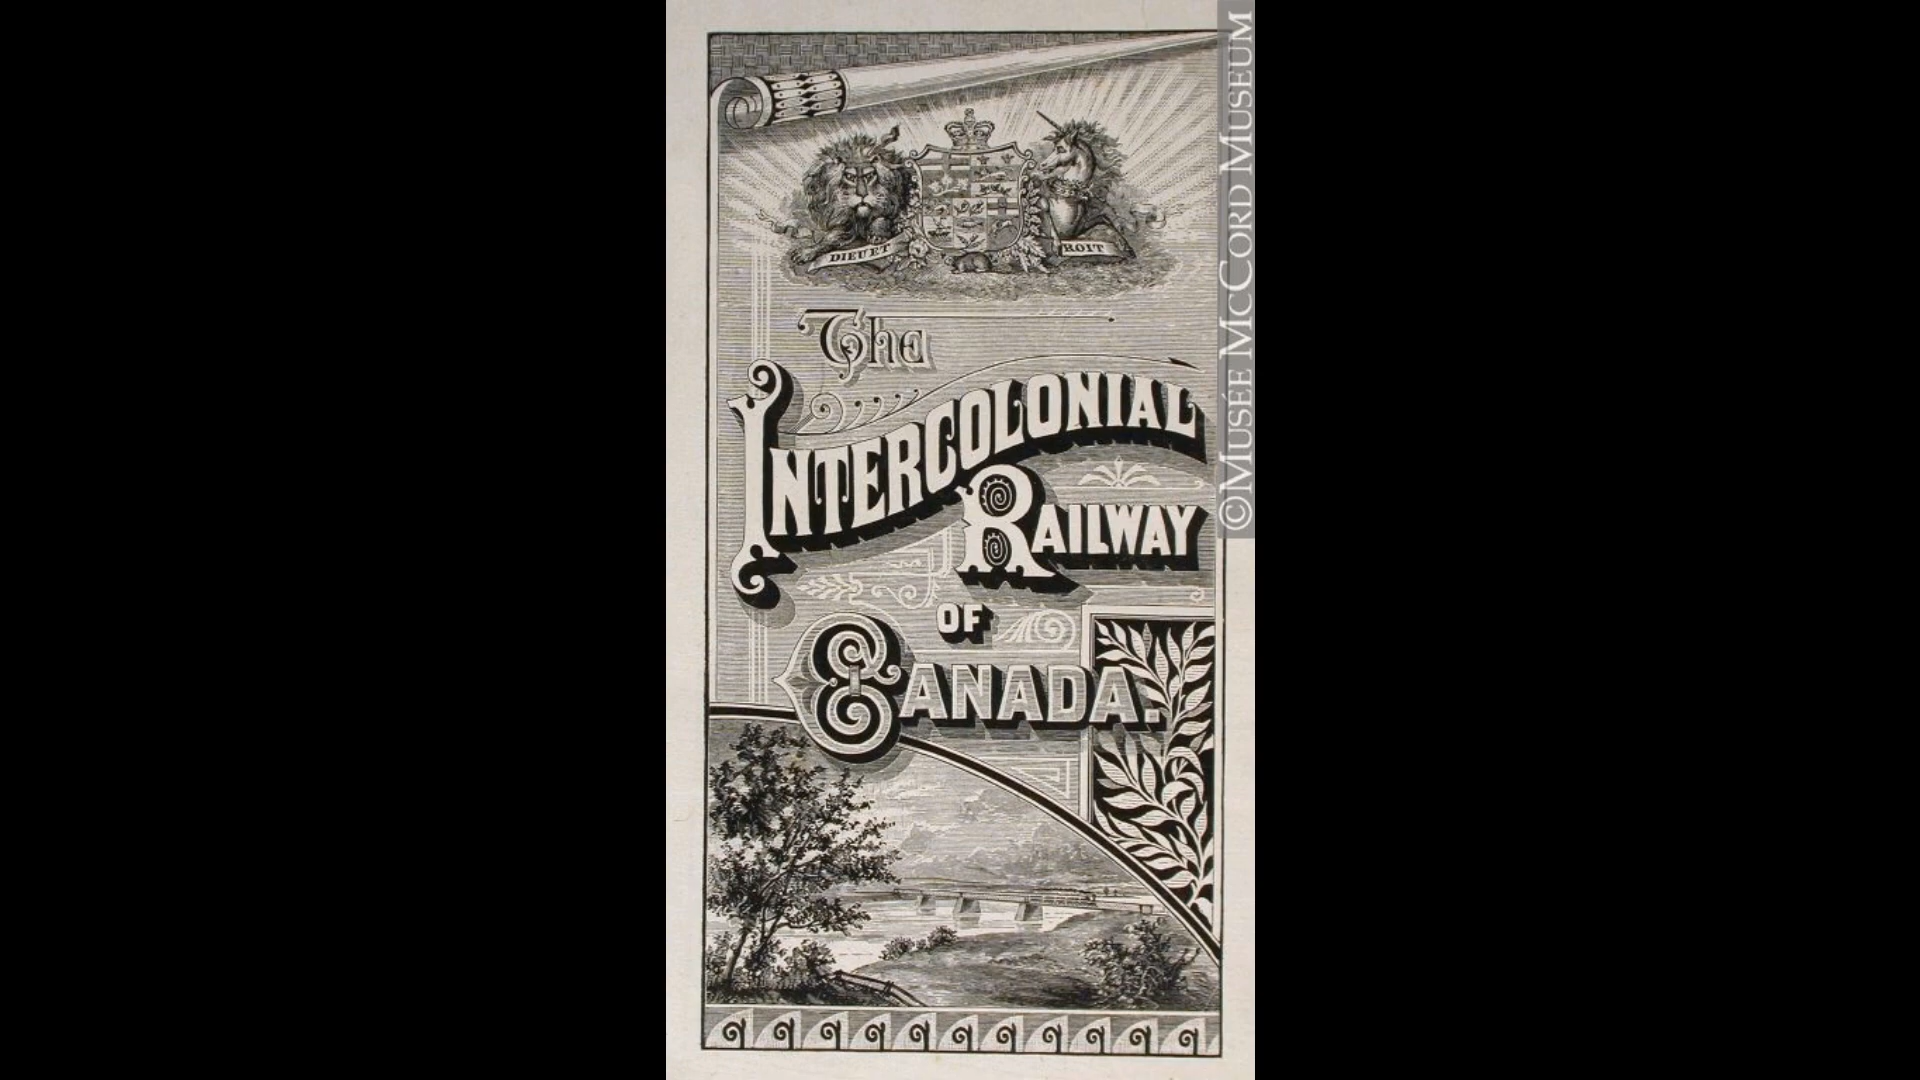 DIEU ET
ROIT
The
INTERCOLONIAL
RAILWAY
OF
CANADA.
©MUSÉE MCCORD MUSEUM